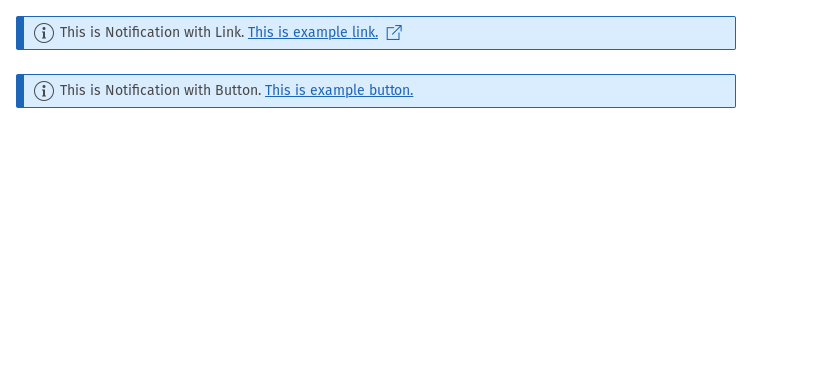 This is Notification with Link. This is example link.
This is Notification with Button. This is example button.